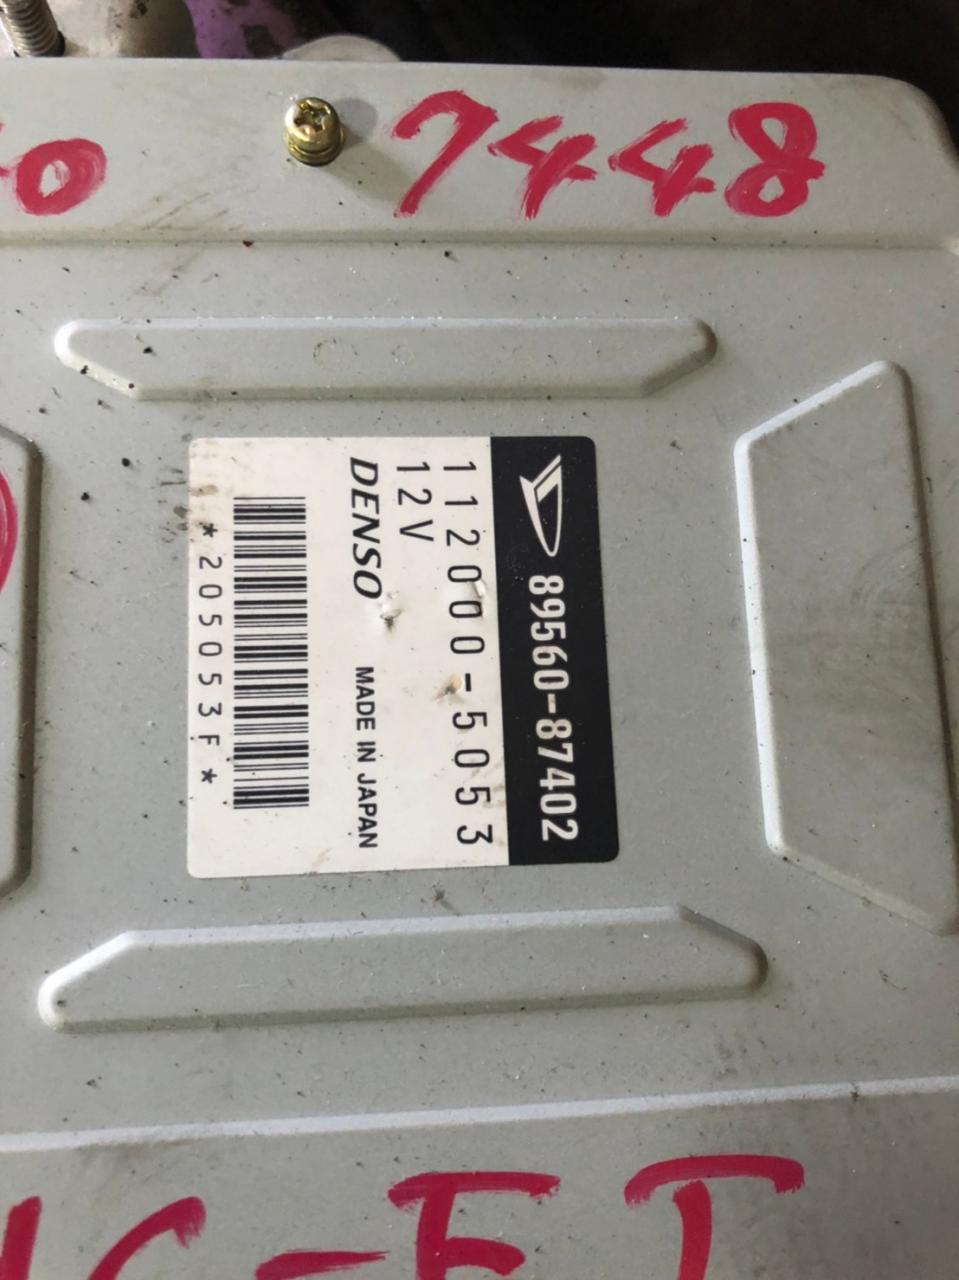 7448
89560-87402
112000-5053
12V
DENSO MADE IN JAPAN
*205053F*